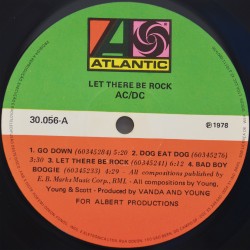 ATLANTIC
LET THERE BE ROCK
AC/DC
30.056-A
℗ 1978
1. GO DOWN (60345284) 5:20 - 2. DOG EAT DOG (60345276)
3:30 - 3. LET THERE BE ROCK (60345241) 6:12 - 4. BAD BOY
BOOGIE (60345233) 4:29 - All compositions published by
E. B. Marks Music Corp., BMI. - All compositions by Young,
Young & Scott - Produced by VANDA AND YOUNG
FOR ALBERT PRODUCTIONS